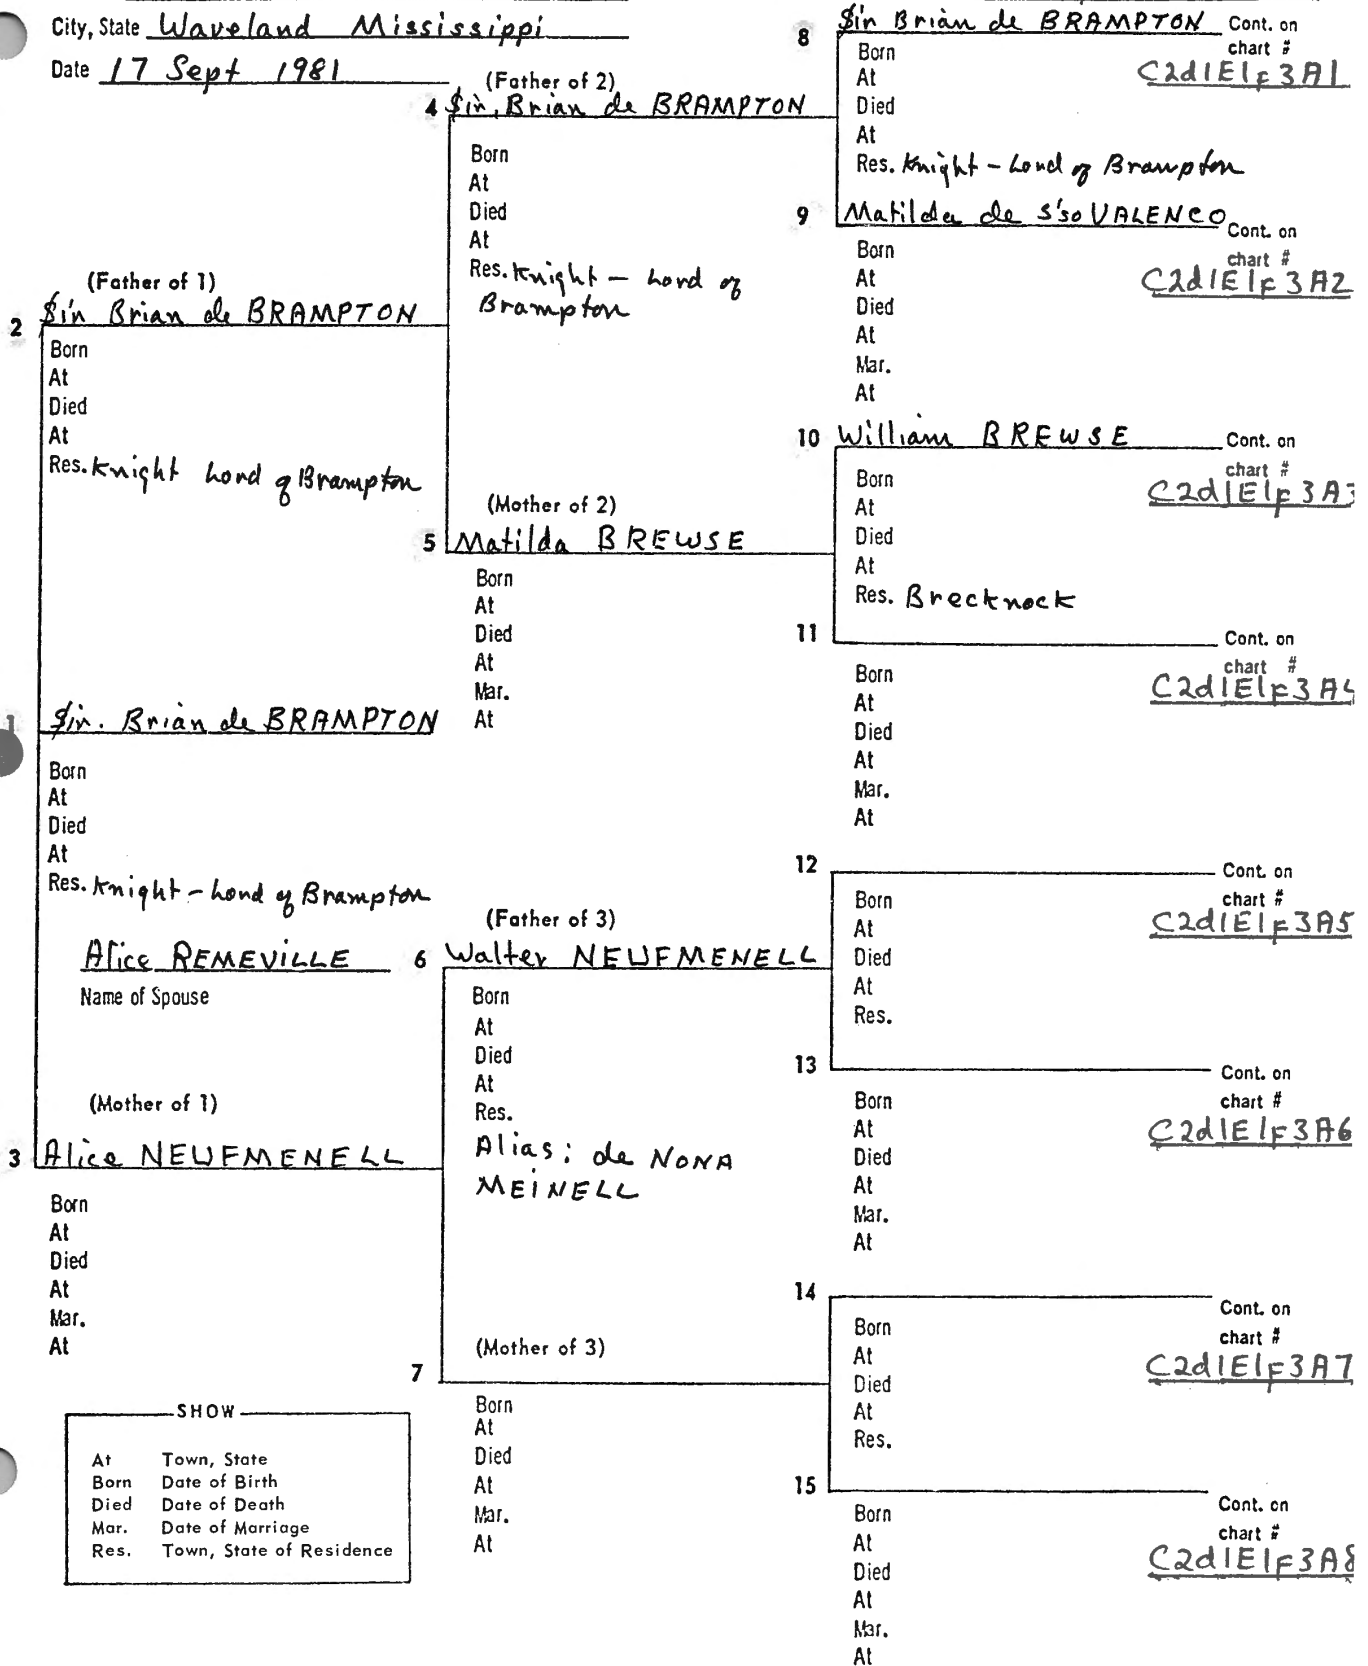 City, State Waveland Mississippi
Date 17 Sept 1981
(Father of 1)
2 Sir Brian de BRAMPTON
Born
At
Died
At
Res. Knight Lord of Brampton
1 Sir. Brian de BRAMPTON
Born
At
Died
At
Res. Knight - Lord of Brampton
Alice REMEVILLE
Name of Spouse
(Mother of 1)
3 Alice NEUFMENELL
Born
At
Died
At
Mar.
At
SHOW
At Town, State
Born Date of Birth
Died Date of Death
Mar. Date of Marriage
Res. Town, State of Residence
(Father of 2)
4 Sir, Brian de BRAMPTON
Born
At
Died
At
Res. Knight - Lord of
Brampton
(Mother of 2)
5 Matilda BREWSE
Born
At
Died
At
Mar.
At
(Father of 3)
6 Walter NEUFMENELL
Born
At
Died
At
Res.
Alias: de NONA
MEINELL
(Mother of 3)
7
Born
At
Died
At
Mar.
At
8 Sir Brian de BRAMPTON Cont. on
chart #
C2d1E1F3A1
Born
At
Died
At
Res. Knight - Lord of Brampton
9 Matilda de S'so VALENCO Cont. on
chart #
C2d1E1F3A2
Born
At
Died
At
Mar.
At
10 William BREWSE Cont. on
chart #
C2d1E1F3A3
Born
At
Died
At
Res. Brecknock
11 Cont. on
chart #
C2d1E1F3A4
Born
At
Died
At
Mar.
At
12 Cont. on
chart #
C2d1E1F3A5
Born
At
Died
At
Res.
13 Cont. on
chart #
C2d1E1F3A6
Born
At
Died
At
Mar.
At
14 Cont. on
chart #
C2d1E1F3A7
Born
At
Died
At
Res.
15 Cont. on
chart #
C2d1E1F3A8
Born
At
Died
At
Mar.
At